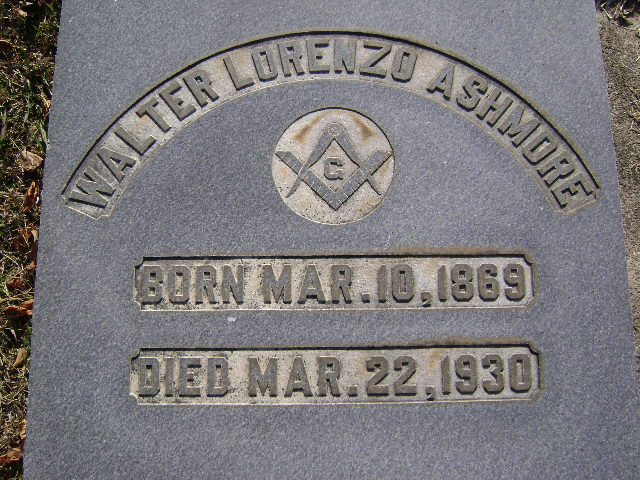 WALTER LORENZO ASHMORE
G
BORN MAR. 10, 1869
DIED MAR. 22, 1930